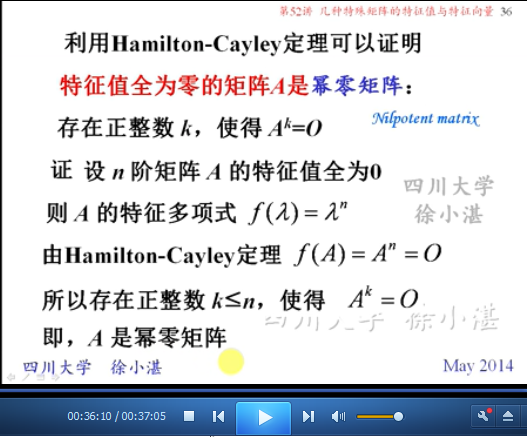 第52讲 几种特殊矩阵的特征值与特征向量 36
利用Hamilton-Cayley定理可以证明
特征值全为零的矩阵A是幂零矩阵：
存在正整数 k，使得 Aᵏ=O
Nilpotent matrix
证 设 n 阶矩阵 A 的特征值全为0
四川大学
徐小湛
则 A 的特征多项式 f(λ) = λⁿ
由Hamilton-Cayley定理 f(A) = Aⁿ = O
所以存在正整数 k≤n，使得 Aᵏ = O
四川大学 徐小湛
即，A 是幂零矩阵
四川大学 徐小湛
May 2014
00:36:10 / 00:37:05